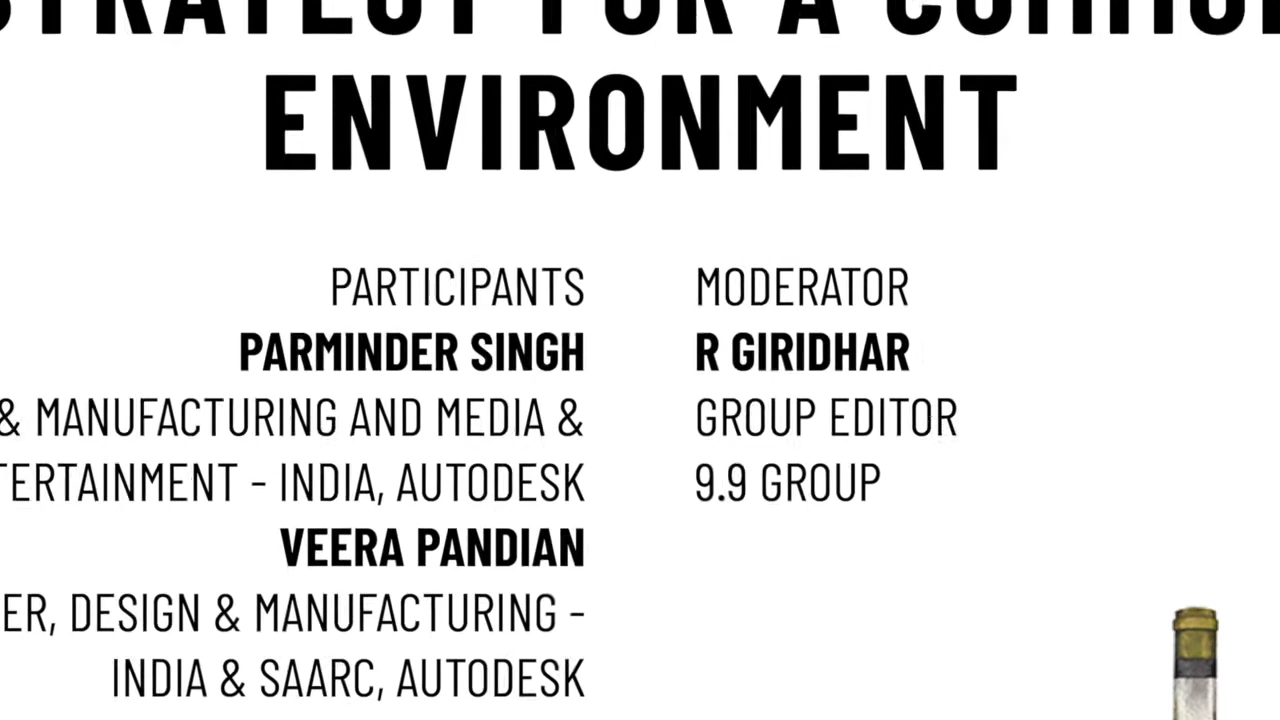 FOR A
ENVIRONMENT
PARTICIPANTS
PARMINDER SINGH
& MANUFACTURING AND MEDIA &
- INDIA, AUTODESK
VEERA PANDIAN
DESIGN & MANUFACTURING -
INDIA & SAARC, AUTODESK
MODERATOR
R GIRIDHAR
GROUP EDITOR
9.9 GROUP